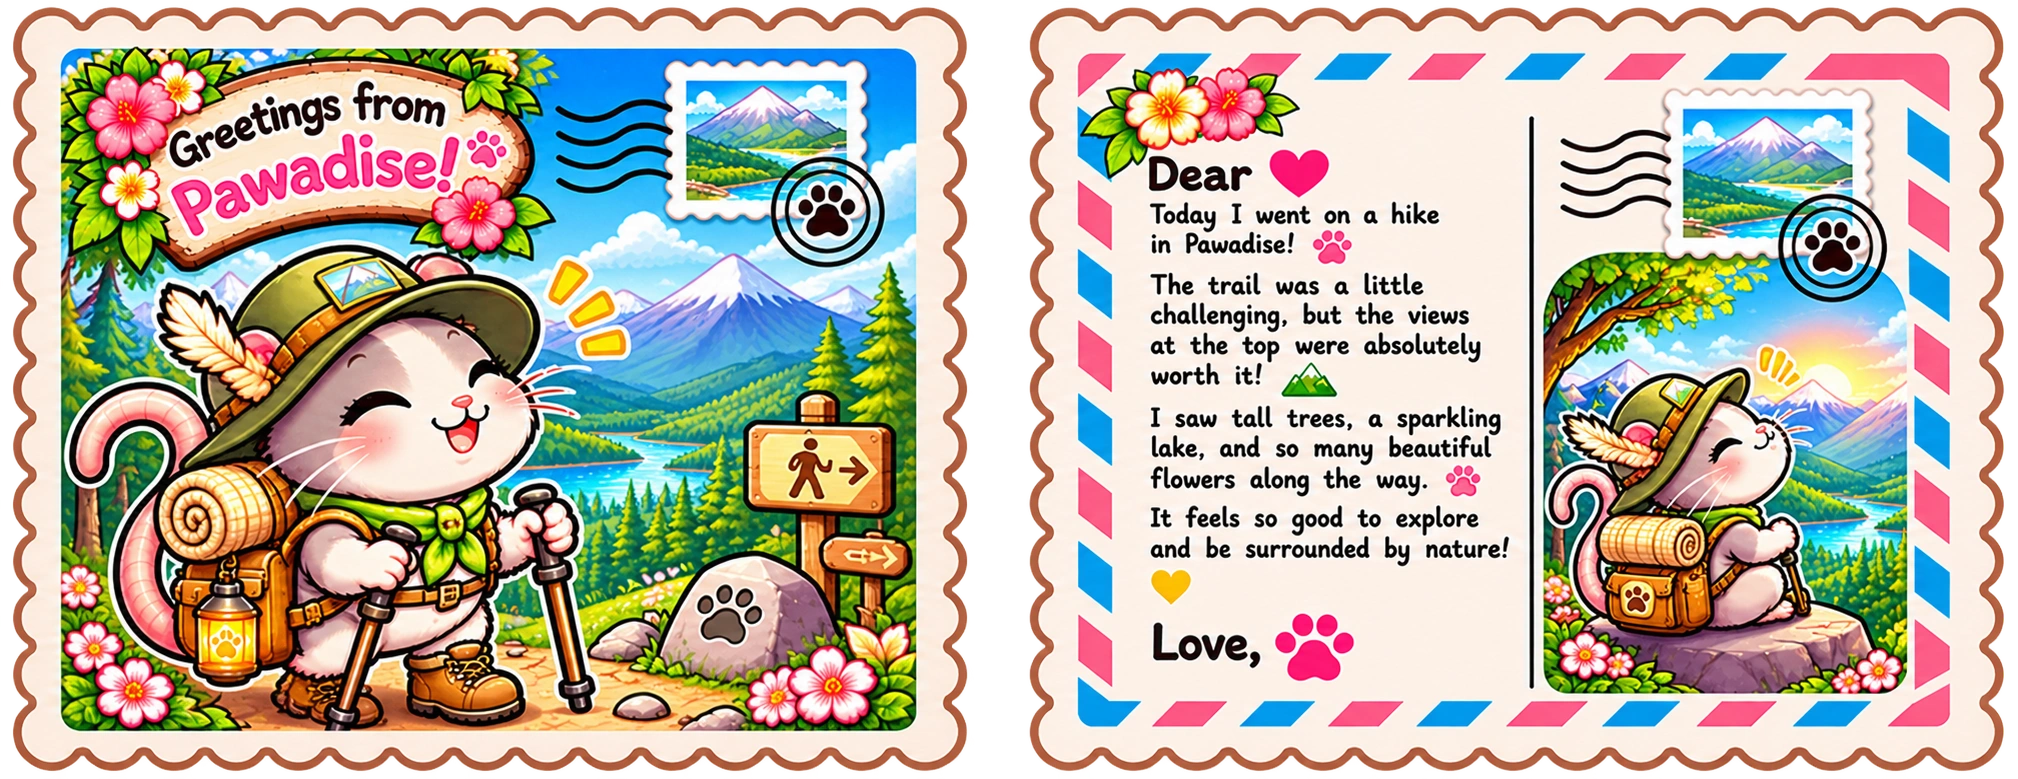 Greetings from
Pawadise!
Dear
Today I went on a hike
in Pawadise!
The trail was a little
challenging, but the views
at the top were absolutely
worth it!
I saw tall trees, a sparkling
lake, and so many beautiful
flowers along the way.
It feels so good to explore
and be surrounded by nature!
Love,